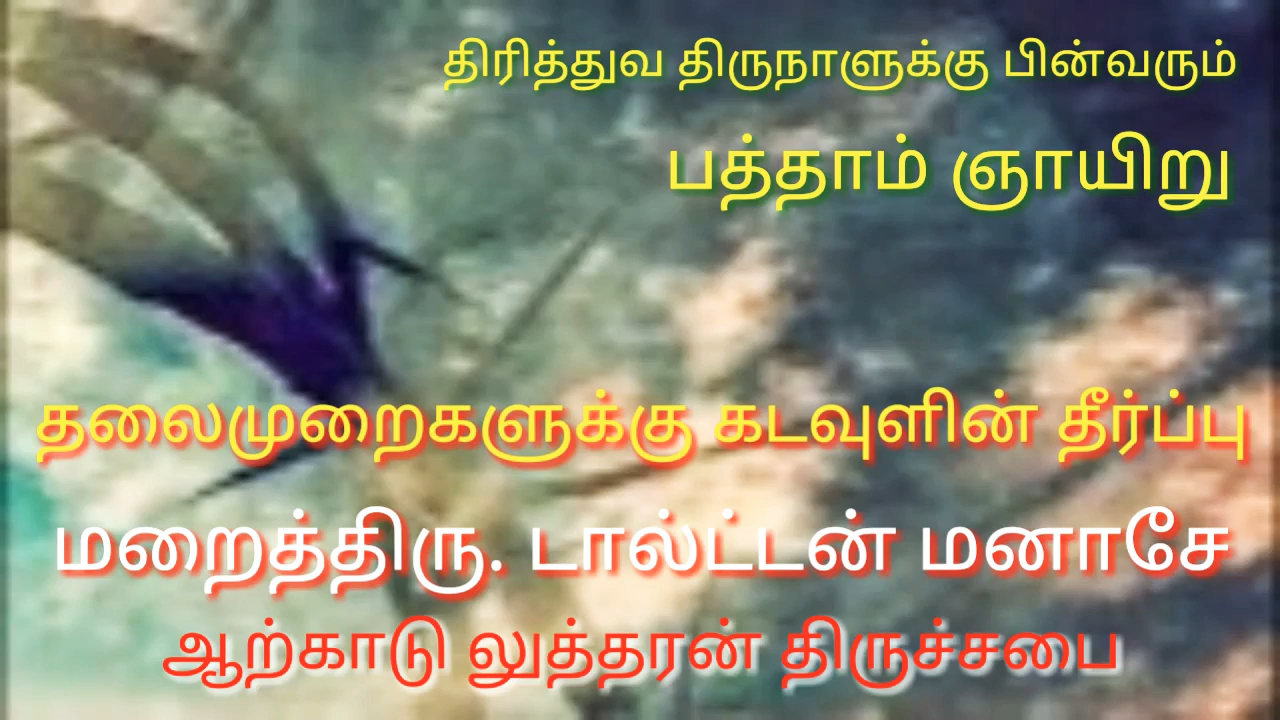 திரித்துவ திருநாளுக்கு பின்வரும்
பத்தாம் ஞாயிறு
தலைமுறைகளுக்கு கடவுளின் தீர்ப்பு
மறைத்திரு. டால்ட்டன் மனாசே
ஆற்காடு லுத்தரன் திருச்சபை